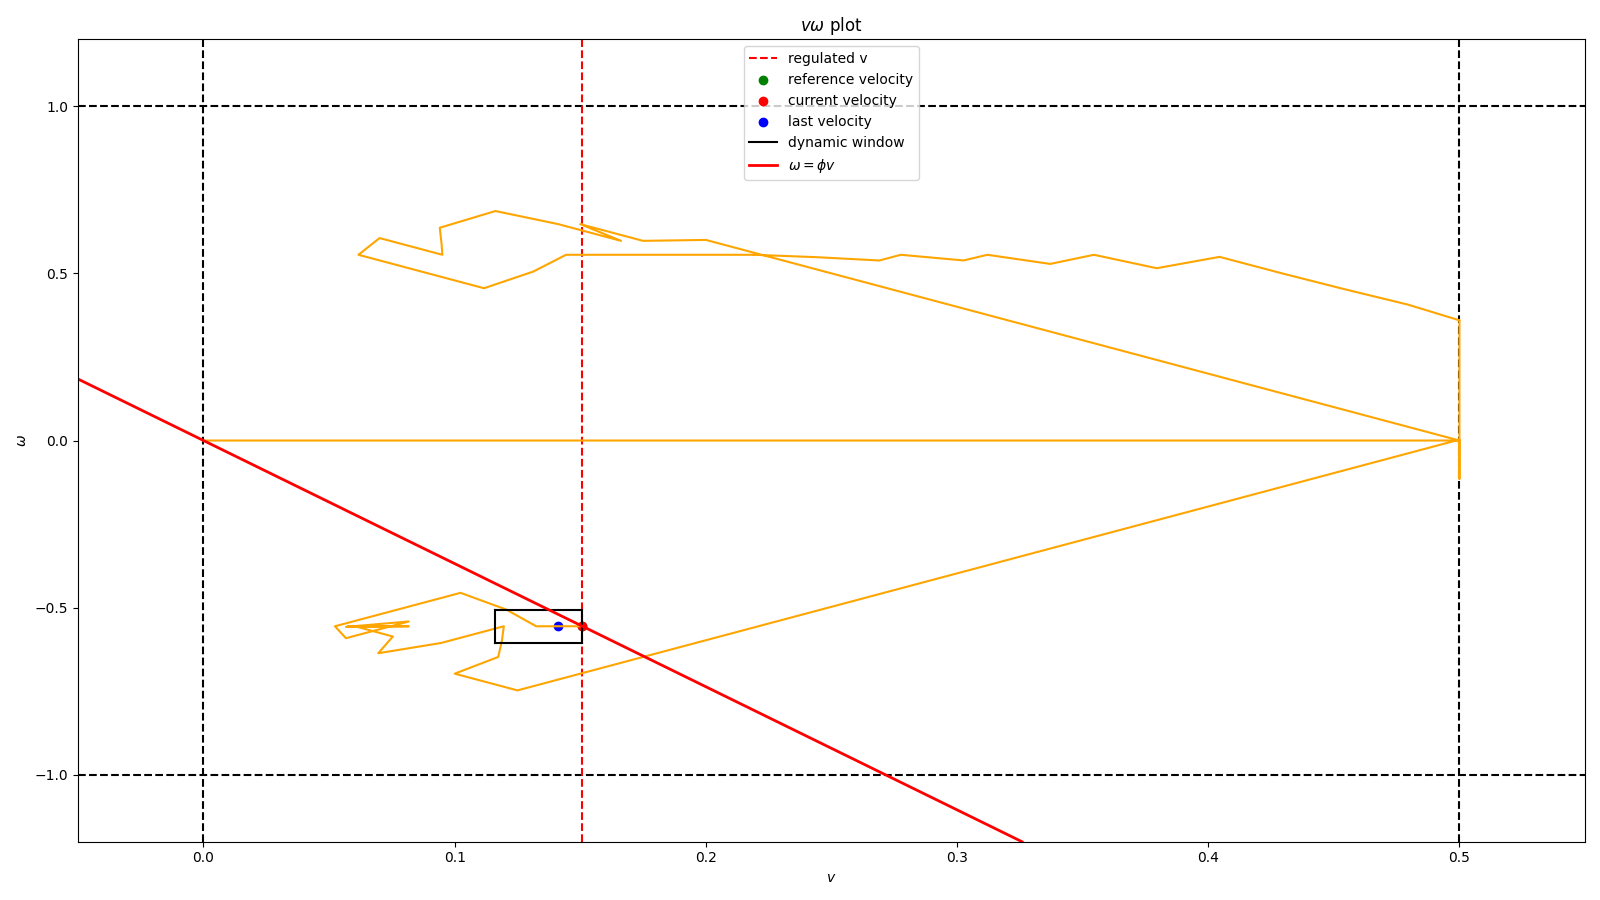 vω plot
regulated v
reference velocity
current velocity
last velocity
dynamic window
ω = ϕv
1.0
0.5
0.0
−0.5
−1.0
ω
0.0 0.1 0.2 0.3 0.4 0.5
v